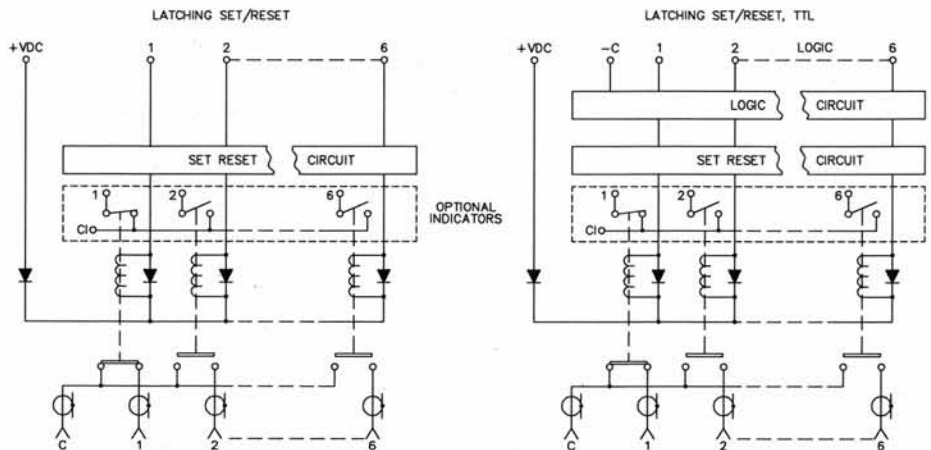 LATCHING SET/RESET
+VDC 1 2 6
SET RESET CIRCUIT
1 2 6
CI
OPTIONAL
INDICATORS
C 1 2 6
LATCHING SET/RESET, TTL
+VDC -C 1 2 LOGIC 6
LOGIC CIRCUIT
SET RESET CIRCUIT
1 2 6
CI
C 1 2 6